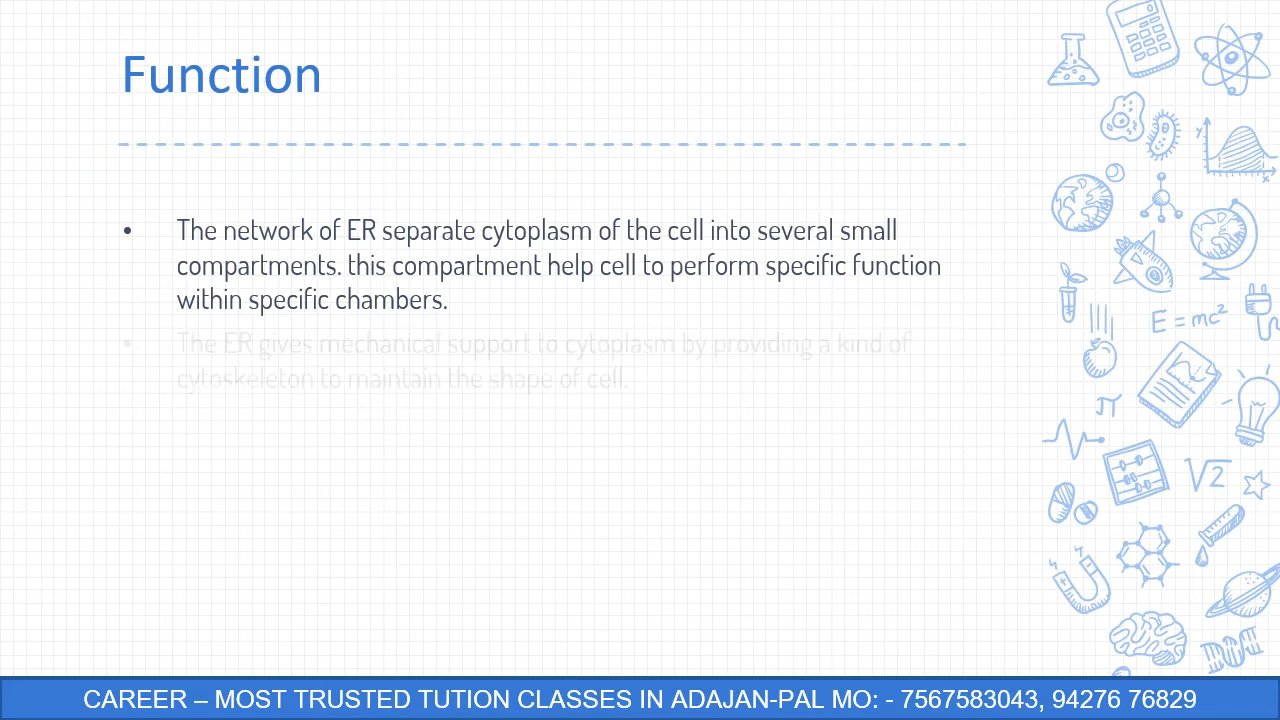 Function
• The network of ER separate cytoplasm of the cell into several small
compartments. this compartment help cell to perform specific function
within specific chambers.
• The ER gives mechanical support to cytoplasm by providing a kind of
cytoskeleton to maintain the shape of cell.
y
x
E = mc²
π
√2
CAREER – MOST TRUSTED TUTION CLASSES IN ADAJAN-PAL MO: - 7567583043, 94276 76829